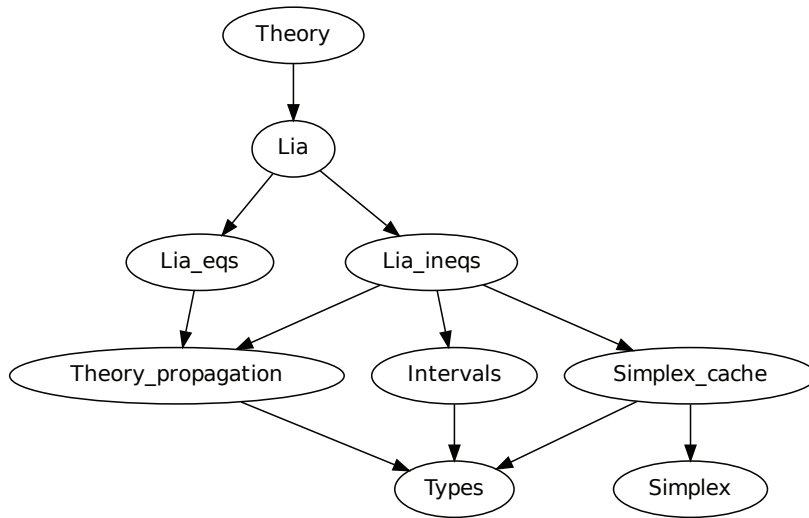 Theory
Lia
Lia_eqs
Lia_ineqs
Theory_propagation
Intervals
Simplex_cache
Types
Simplex